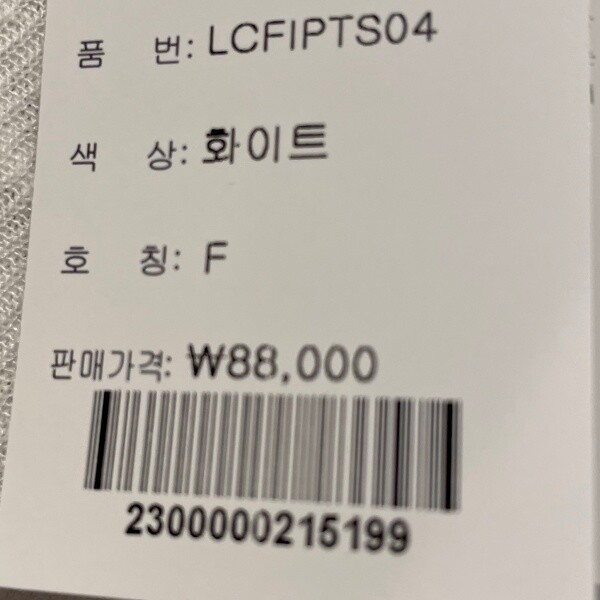 품 번: LCFIPTS04
색 상: 화이트
호 칭: F
판매가격: ₩88,000
2300000215199